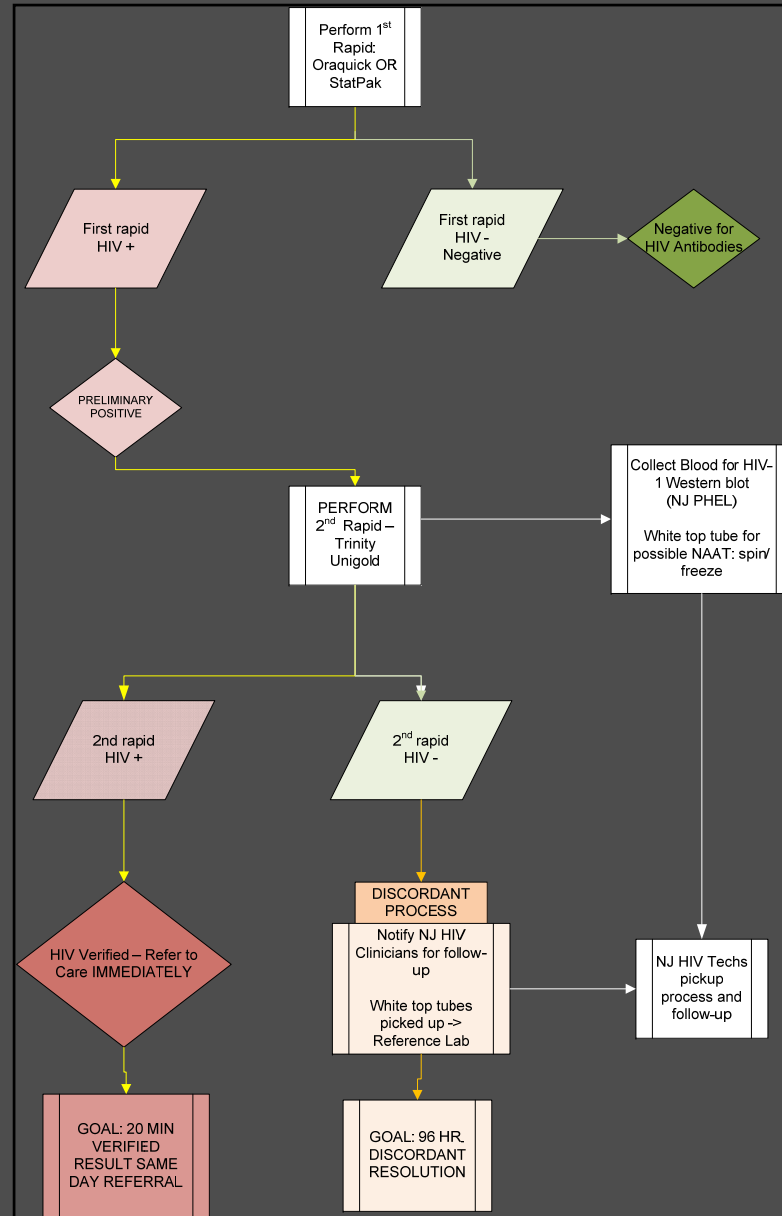 Perform 1st
Rapid:
Oraquick OR
StatPak
First rapid
HIV +
First rapid
HIV -
Negative
Negative for
HIV Antibodies
PRELIMINARY
POSITIVE
PERFORM
2nd Rapid –
Trinity
Unigold
Collect Blood for HIV-
1 Western blot
(NJ PHEL)
White top tube for
possible NAAT: spin/
freeze
2nd rapid
HIV +
2nd rapid
HIV -
HIV Verified – Refer to
Care IMMEDIATELY
DISCORDANT
PROCESS
Notify NJ HIV
Clinicians for follow-
up
White top tubes
picked up ->
Reference Lab
NJ HIV Techs
pickup
process and
follow-up
GOAL: 20 MIN
VERIFIED
RESULT SAME
DAY REFERRAL
GOAL: 96 HR.
DISCORDANT
RESOLUTION